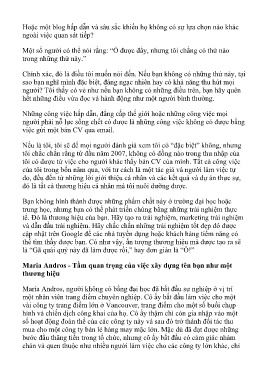 Hoặc một blog hấp dẫn và sâu sắc khiến họ không có sự lựa chọn nào khác
ngoài việc quan sát tiếp?
Một số người có thể nói rằng: “Ồ được đấy, nhưng tôi chẳng có thứ nào
trong những thứ này.”
Chính xác, đó là điều tôi muốn nói đến. Nếu bạn không có những thứ này, tại
sao bạn nghĩ mình đặc biệt, đáng ngạc nhiên hay có khả năng thu hút mọi
người? Tôi thấy có vẻ như nếu bạn không có những điều trên, bạn hãy quên
hết những điều vừa đọc và hành động như một người bình thường.
Những công việc hấp dẫn, đẳng cấp thế giới hoặc những công việc mọi
người phải nỗ lực sống chết có được là những công việc không có được bằng
việc gửi một bản CV qua email.
Nếu là tôi, tôi sẽ để mọi người đánh giá xem tôi có “đặc biệt” không, nhưng
tôi chắc chắn rằng từ đầu năm 2007, không có đồng nào trong thu nhập của
tôi có được từ việc cho người khác thấy bản CV của mình. Tất cả công việc
của tôi trong bốn năm qua, với tư cách là một tác giả và người làm việc tự
do, đều đến từ những lời giới thiệu cá nhân và các kết quả và dự án thực sự,
đó là tất cả thương hiệu cá nhân mà tôi nuôi dưỡng được.
Bạn không hình thành được những phẩm chất này ở trường đại học hoặc
trung học, nhưng bạn có thể phát triển chúng bằng những trải nghiệm thực
tế. Đó là thương hiệu của bạn. Hãy tạo ra trải nghiệm, marketing trải nghiệm
và dẫn đầu trải nghiệm. Hãy chắc chắn những trải nghiệm tốt đẹp đó được
cập nhật trên Google để các nhà tuyển dụng hoặc khách hàng tiềm năng có
thể tìm thấy được bạn. Có như vậy, ấn tượng thương hiệu mà được tạo ra sẽ
là “Gã quái quỷ này đã làm được rồi,” hay đơn giản là “Ồ!”
Maria Andros - Tầm quan trọng của việc xây dựng tên bạn như một
thương hiệu
Maria Andros, người không có bằng đại học đã bắt đầu sự nghiệp ở vị trí
một nhân viên trang điểm chuyên nghiệp. Cô ấy bắt đầu làm việc cho một
vài công ty trang điểm lớn ở Vancouver, trang điểm cho một số buổi chụp
hình và chiến dịch công khai của họ. Cô ấy thậm chí còn gia nhập vào một
số hoạt động đoàn thể của các công ty này và sau đó trở thành đối tác thu
mua cho một công ty bán lẻ hàng may mặc lớn. Mặc dù đã đạt được những
bước đầu thăng tiến trong tổ chức, nhưng cô ấy bắt đầu có cảm giác nhàm
chán và quen thuộc như nhiều người làm việc cho các công ty lớn khác, chỉ